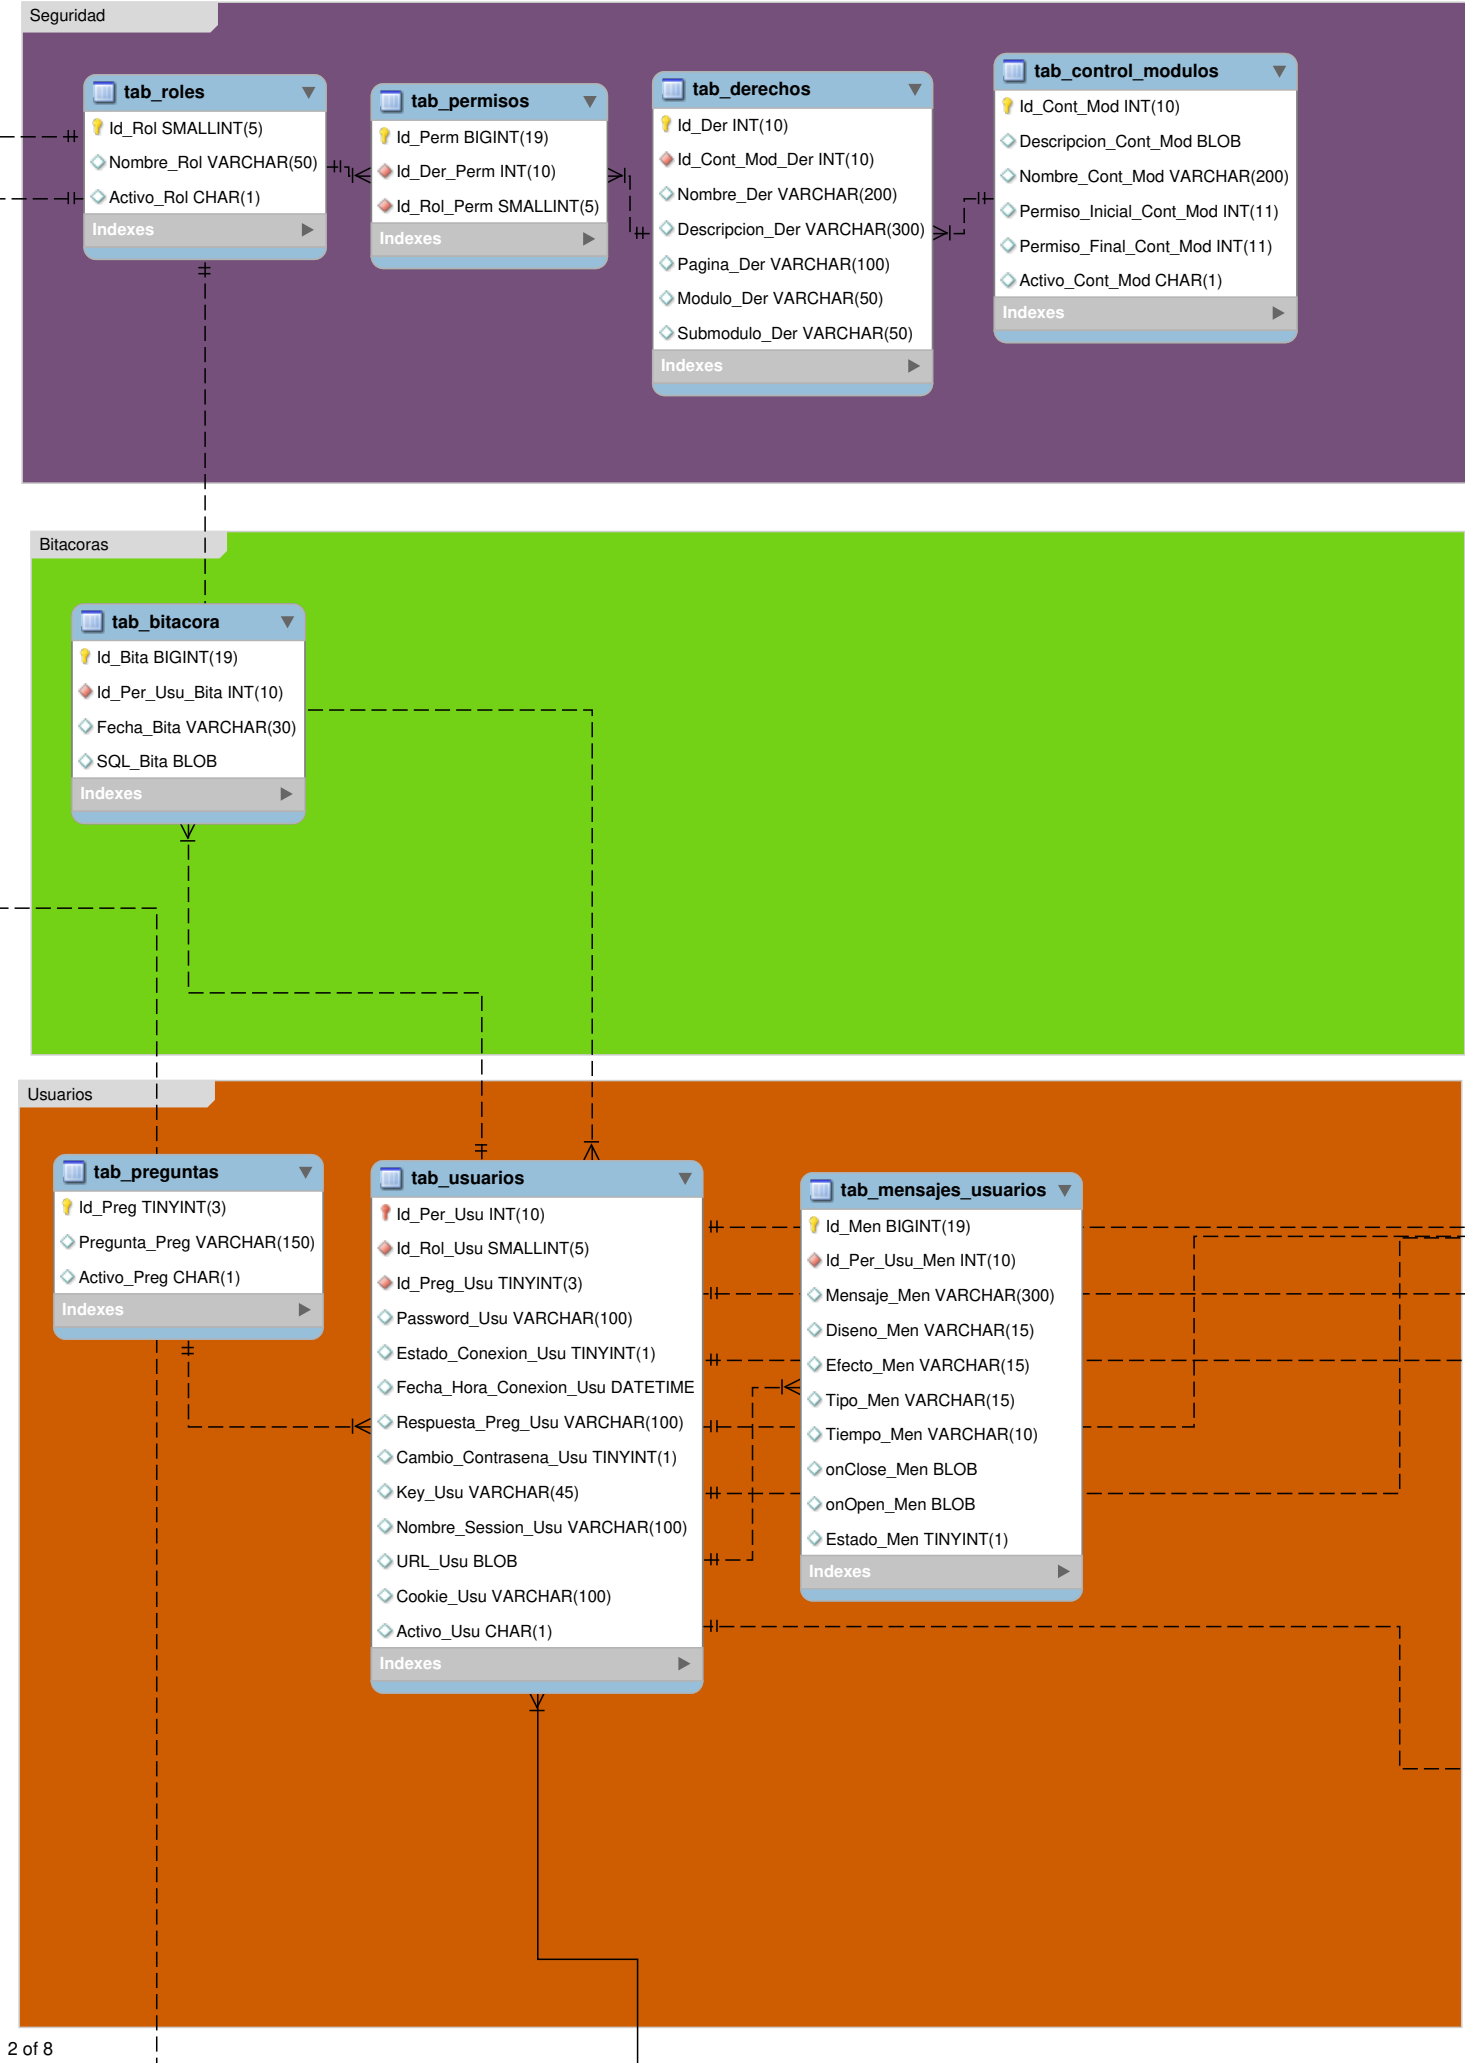 Seguridad
tab_roles
Id_Rol SMALLINT(5)
Nombre_Rol VARCHAR(50)
Activo_Rol CHAR(1)
Indexes
tab_permisos
Id_Perm BIGINT(19)
Id_Der_Perm INT(10)
Id_Rol_Perm SMALLINT(5)
Indexes
tab_derechos
Id_Der INT(10)
Id_Cont_Mod_Der INT(10)
Nombre_Der VARCHAR(200)
Descripcion_Der VARCHAR(300)
Pagina_Der VARCHAR(100)
Modulo_Der VARCHAR(50)
Submodulo_Der VARCHAR(50)
Indexes
tab_control_modulos
Id_Cont_Mod INT(10)
Descripcion_Cont_Mod BLOB
Nombre_Cont_Mod VARCHAR(200)
Permiso_Inicial_Cont_Mod INT(11)
Permiso_Final_Cont_Mod INT(11)
Activo_Cont_Mod CHAR(1)
Indexes
Bitacoras
tab_bitacora
Id_Bita BIGINT(19)
Id_Per_Usu_Bita INT(10)
Fecha_Bita VARCHAR(30)
SQL_Bita BLOB
Indexes
Usuarios
tab_preguntas
Id_Preg TINYINT(3)
Pregunta_Preg VARCHAR(150)
Activo_Preg CHAR(1)
Indexes
tab_usuarios
Id_Per_Usu INT(10)
Id_Rol_Usu SMALLINT(5)
Id_Preg_Usu TINYINT(3)
Password_Usu VARCHAR(100)
Estado_Conexion_Usu TINYINT(1)
Fecha_Hora_Conexion_Usu DATETIME
Respuesta_Preg_Usu VARCHAR(100)
Cambio_Contrasena_Usu TINYINT(1)
Key_Usu VARCHAR(45)
Nombre_Session_Usu VARCHAR(100)
URL_Usu BLOB
Cookie_Usu VARCHAR(100)
Activo_Usu CHAR(1)
Indexes
tab_mensajes_usuarios
Id_Men BIGINT(19)
Id_Per_Usu_Men INT(10)
Mensaje_Men VARCHAR(300)
Diseno_Men VARCHAR(15)
Efecto_Men VARCHAR(15)
Tipo_Men VARCHAR(15)
Tiempo_Men VARCHAR(10)
onClose_Men BLOB
onOpen_Men BLOB
Estado_Men TINYINT(1)
Indexes
2 of 8